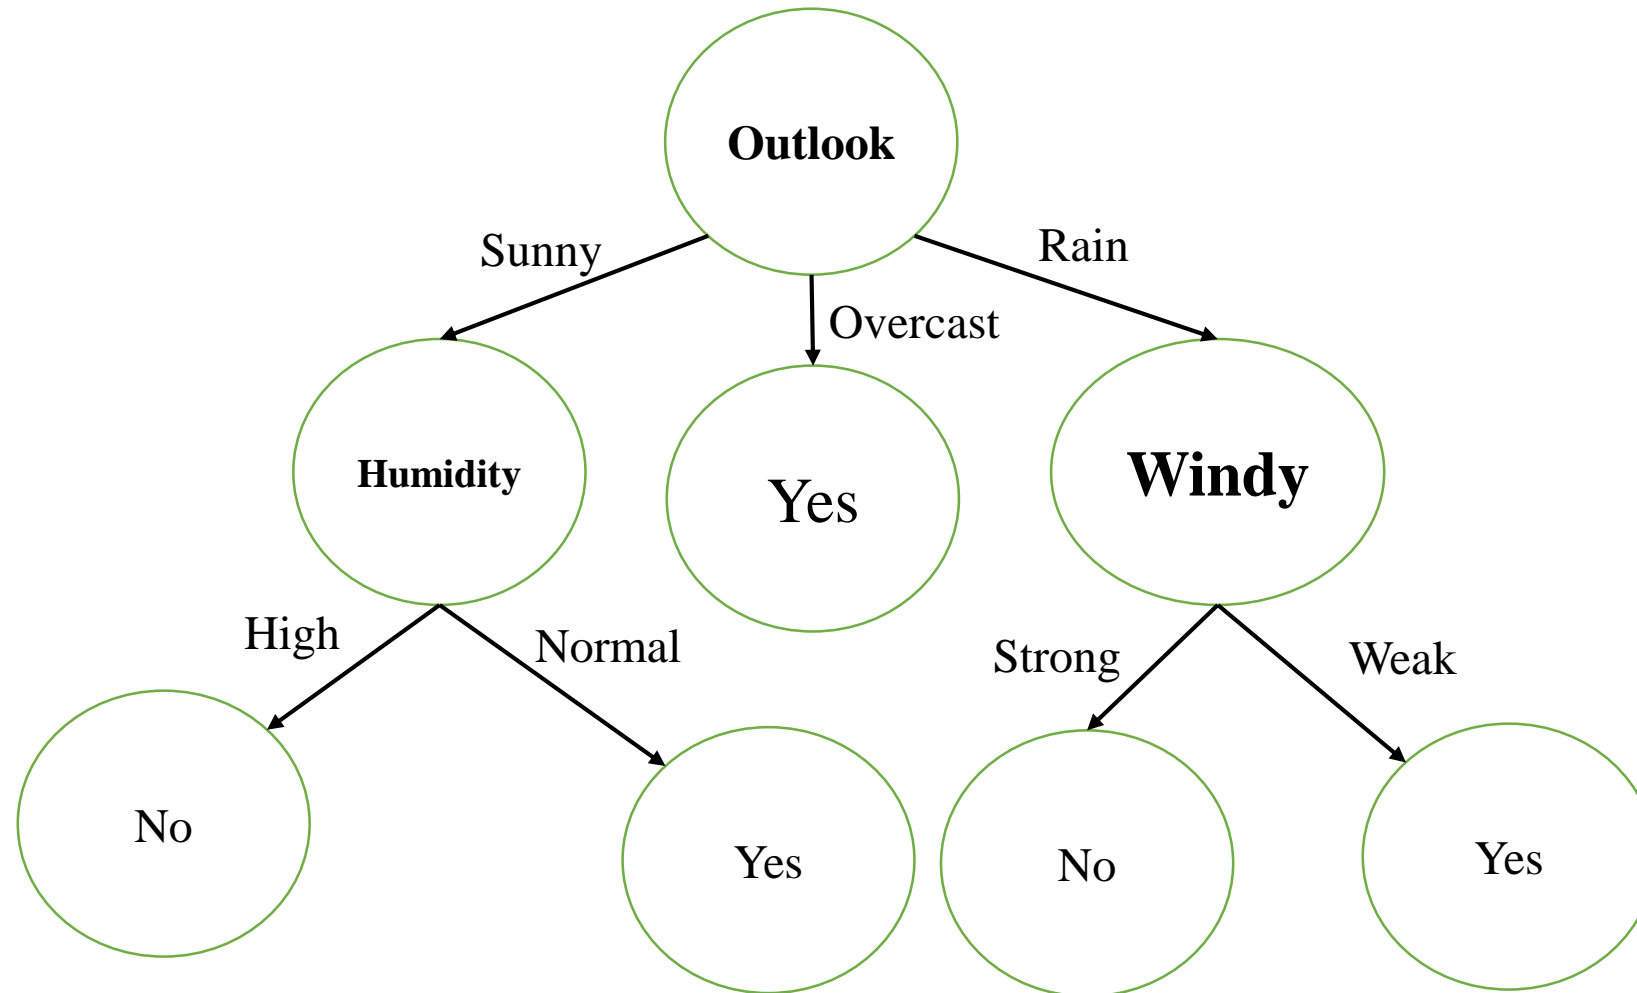 Outlook
Sunny
Rain
Overcast
Humidity
Yes
Windy
High
Normal
Strong
Weak
No
Yes
No
Yes